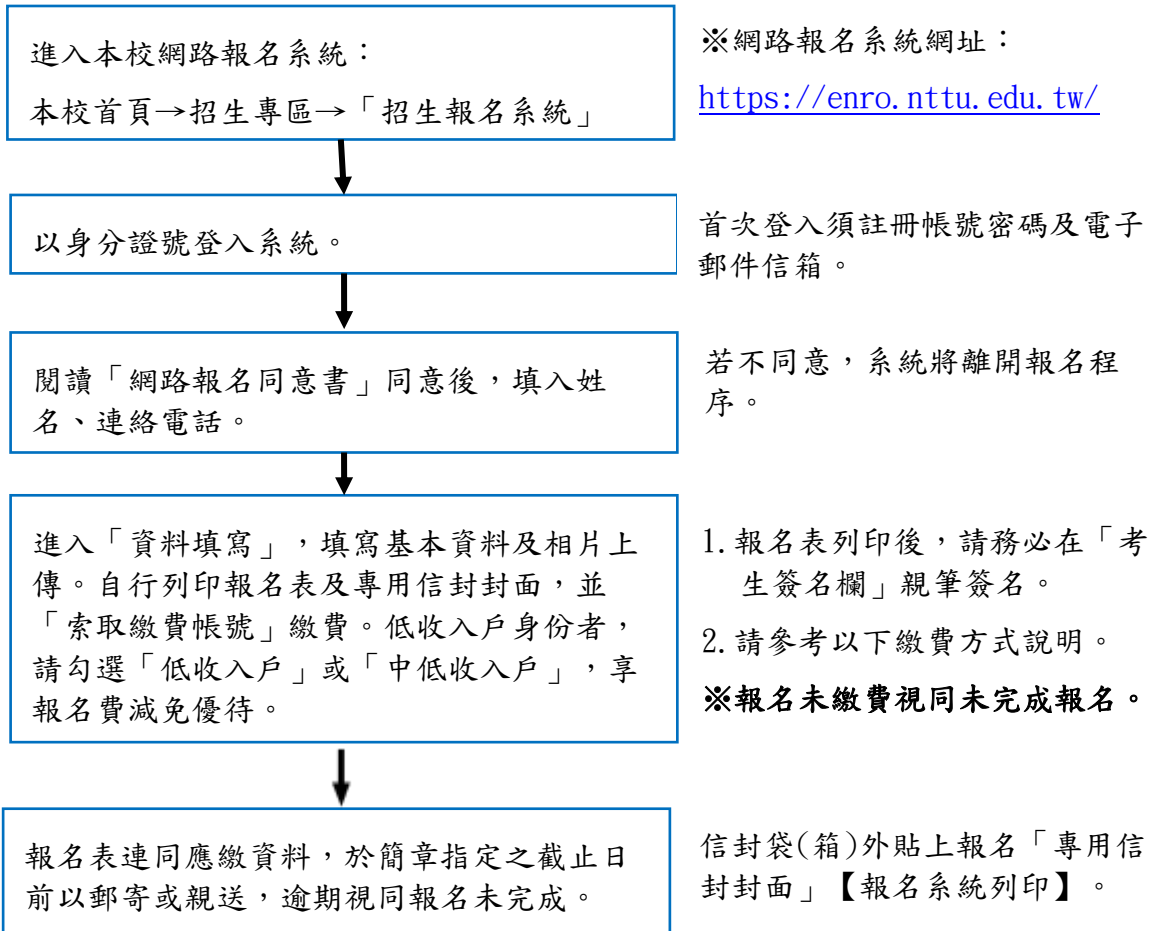 進入本校網路報名系統：
本校首頁→招生專區→「招生報名系統」
※網路報名系統網址：
https://enro.nttu.edu.tw/
以身分證號登入系統。
首次登入須註冊帳號密碼及電子
郵件信箱。
閱讀「網路報名同意書」同意後，填入姓
名、連絡電話。
若不同意，系統將離開報名程
序。
進入「資料填寫」，填寫基本資料及相片上
傳。自行列印報名表及專用信封封面，並
「索取繳費帳號」繳費。低收入戶身份者，
請勾選「低收入戶」或「中低收入戶」，享
報名費減免優待。
1.報名表列印後，請務必在「考
生簽名欄」親筆簽名。
2.請參考以下繳費方式說明。
※報名未繳費視同未完成報名。
報名表連同應繳資料，於簡章指定之截止日
前以郵寄或親送，逾期視同報名未完成。
信封袋(箱)外貼上報名「專用信
封封面」【報名系統列印】。